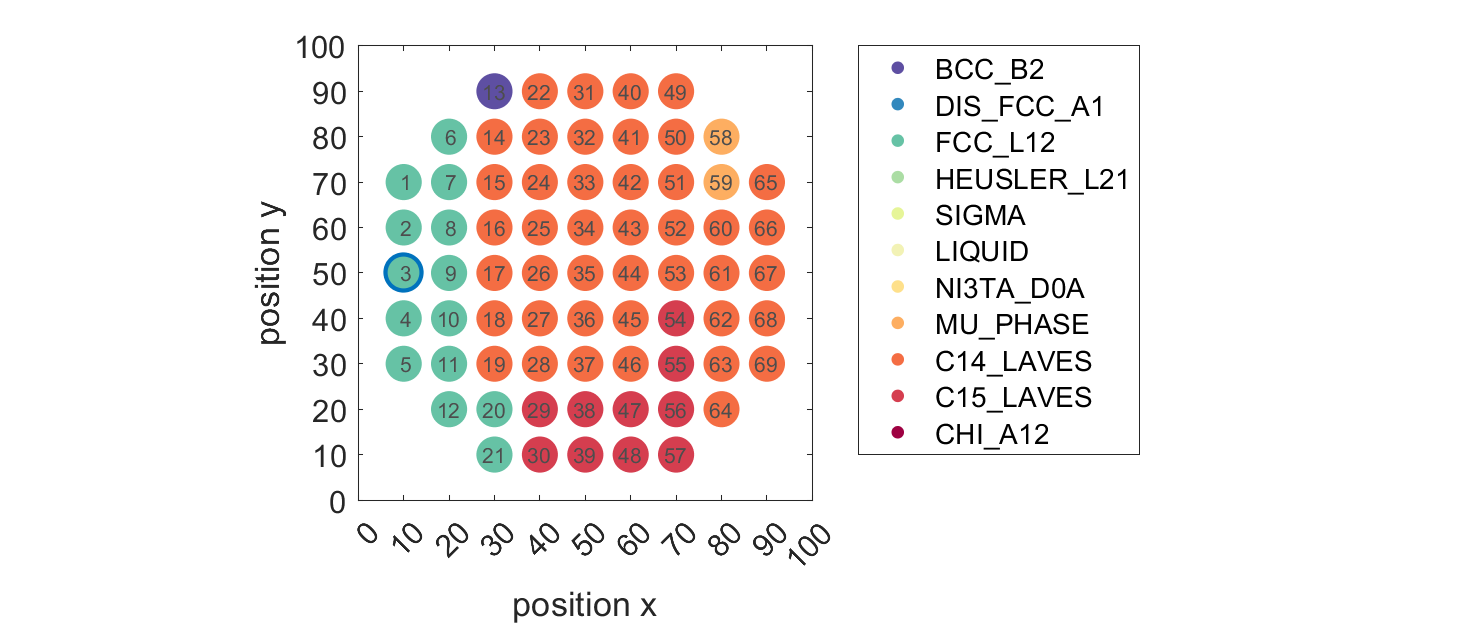 100
90
80
70
60
50
40
30
20
10
0
position y
13 22 31 40 49
6 14 23 32 41 50 58
1 7 15 24 33 42 51 59 65
2 8 16 25 34 43 52 60 66
3 9 17 26 35 44 53 61 67
4 10 18 27 36 45 54 62 68
5 11 19 28 37 46 55 63 69
12 20 29 38 47 56 64
21 30 39 48 57
0 10 20 30 40 50 60 70 80 90 100
position x
BCC_B2
DIS_FCC_A1
FCC_L12
HEUSLER_L21
SIGMA
LIQUID
NI3TA_D0A
MU_PHASE
C14_LAVES
C15_LAVES
CHI_A12